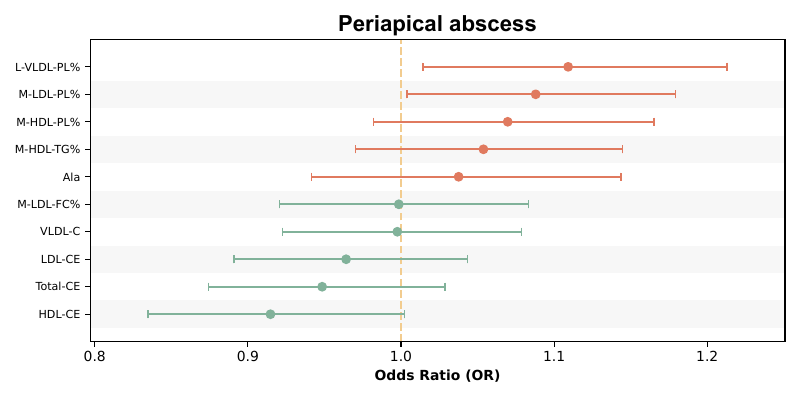 Periapical abscess
L-VLDL-PL%
M-LDL-PL%
M-HDL-PL%
M-HDL-TG%
Ala
M-LDL-FC%
VLDL-C
LDL-CE
Total-CE
HDL-CE
0.8 0.9 1.0 1.1 1.2
Odds Ratio (OR)